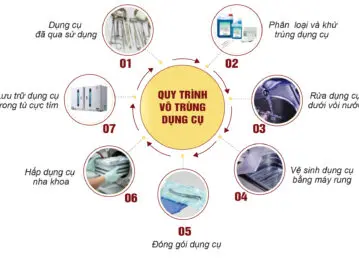 Dụng cụ
đã qua sử dụng
01
Phân loại và khử
trùng dụng cụ
02
Rửa dụng cụ
dưới vòi nước
03
Vệ sinh dụng cụ
bằng máy rung
04
05
Đóng gói dụng cụ
Hấp dụng cụ
nha khoa
06
Lưu trữ dụng cụ
trong tủ cực tím
07
QUY TRÌNH
VÔ TRÙNG
DỤNG CỤ